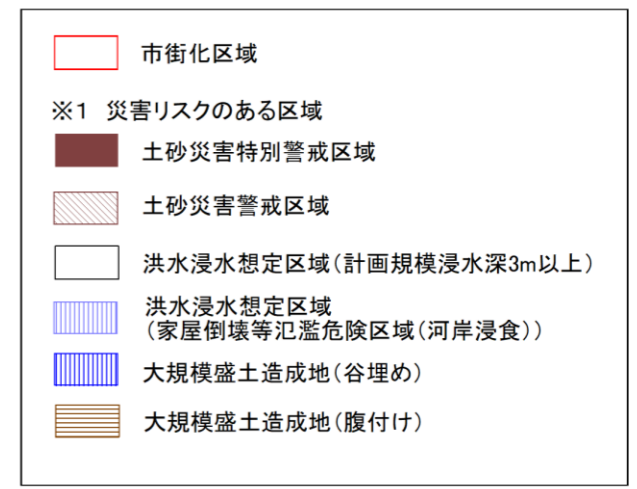 市街化区域
※1 災害リスクのある区域
土砂災害特別警戒区域
土砂災害警戒区域
洪水浸水想定区域(計画規模浸水深3m以上)
洪水浸水想定区域
(家屋倒壊等氾濫危険区域(河岸浸食))
大規模盛土造成地(谷埋め)
大規模盛土造成地(腹付け)